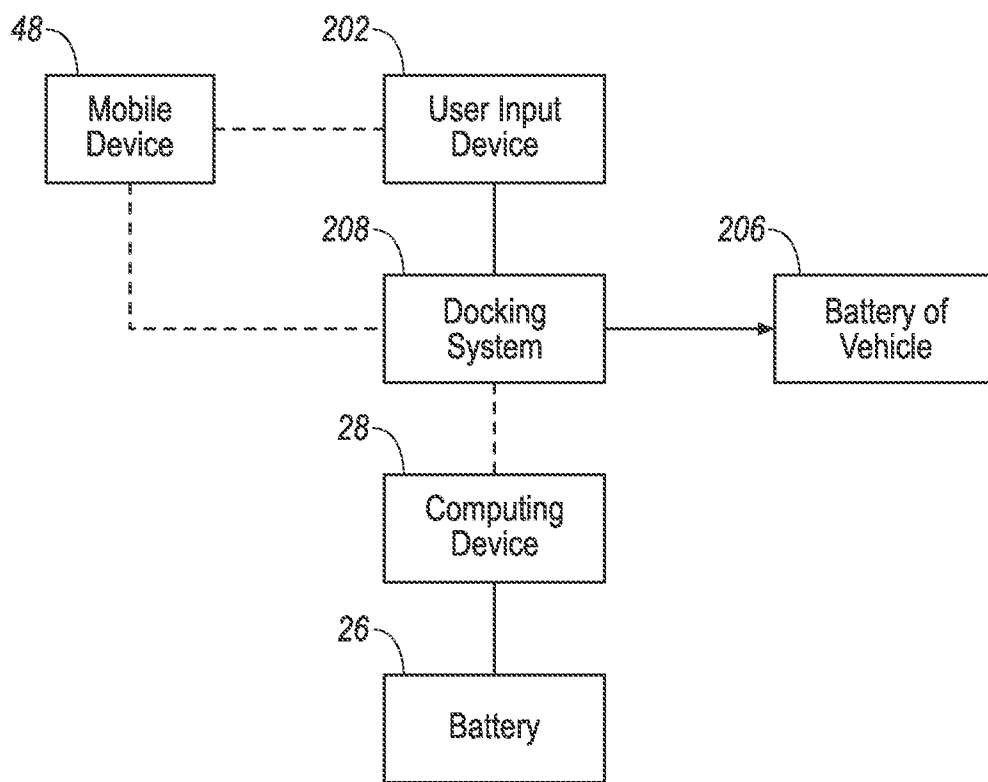 48
202
Mobile
Device
User Input
Device
208
206
Docking
System
Battery of
Vehicle
28
Computing
Device
26
Battery